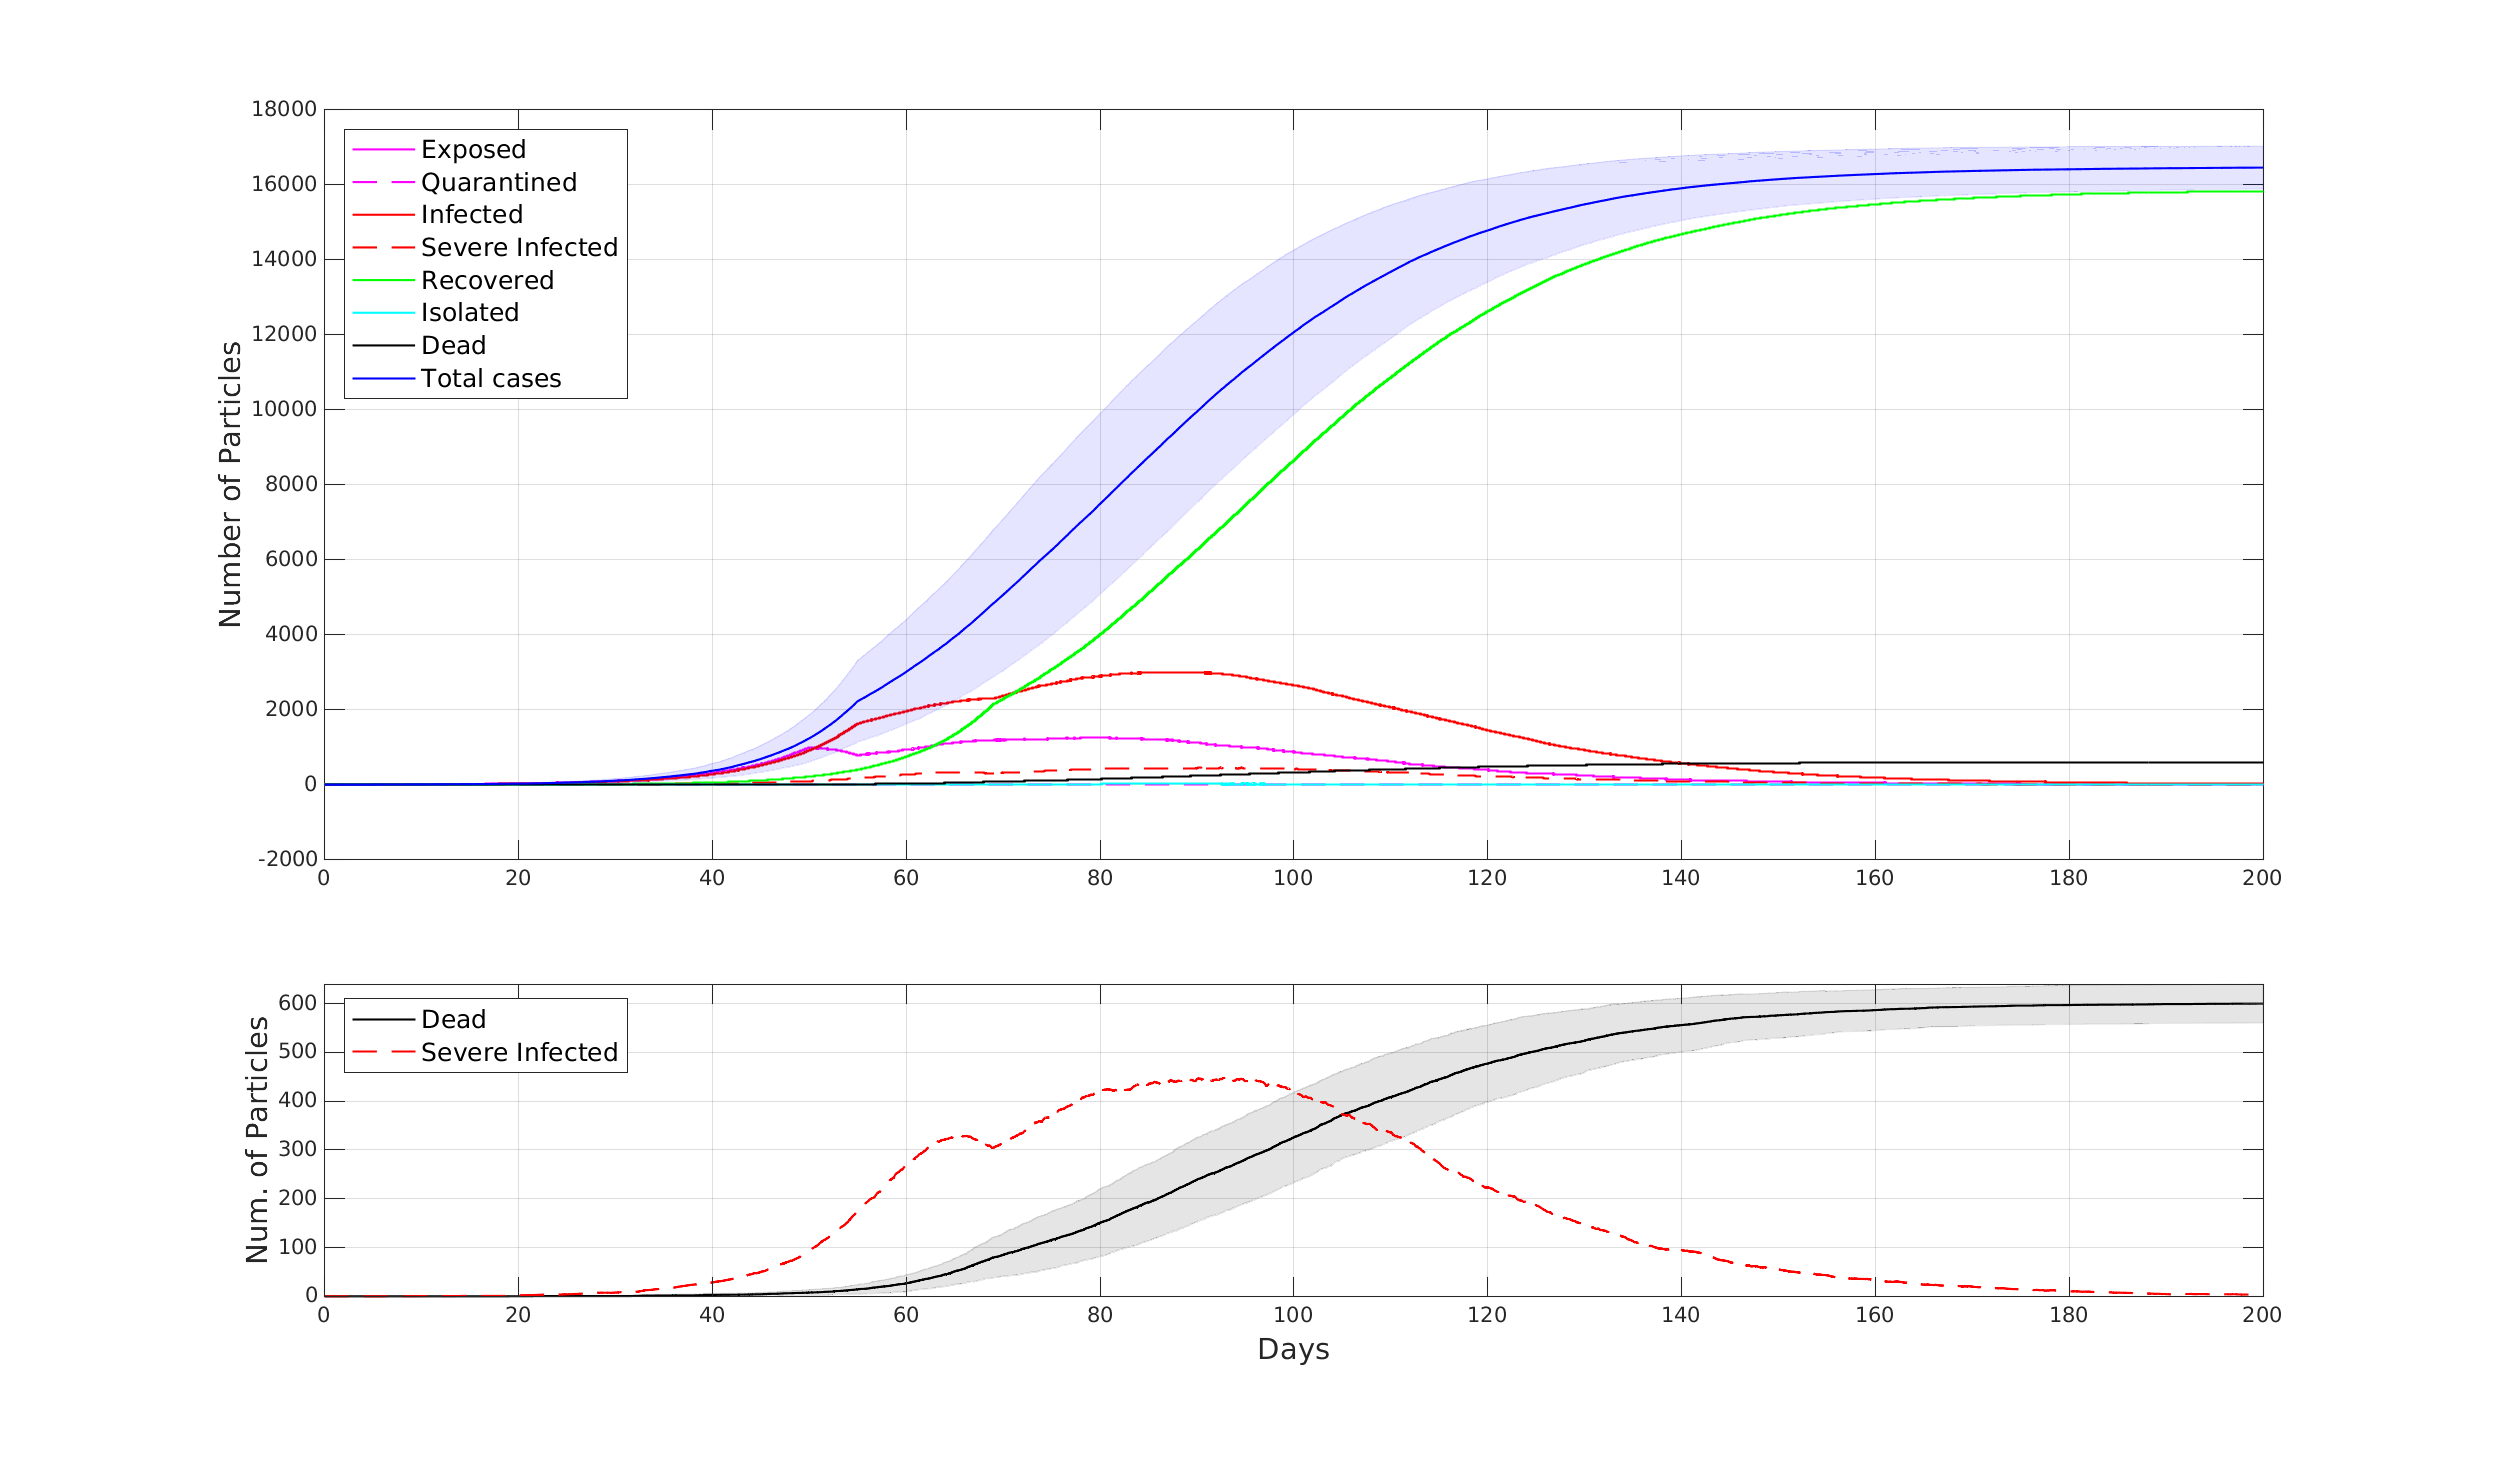 18000
16000
14000
12000
10000
8000
6000
4000
2000
0
-2000
Number of Particles
Exposed
Quarantined
Infected
Severe Infected
Recovered
Isolated
Dead
Total cases
0 20 40 60 80 100 120 140 160 180 200
600
500
400
300
200
100
0
Num. of Particles
Dead
Severe Infected
0 20 40 60 80 100 120 140 160 180 200
Days